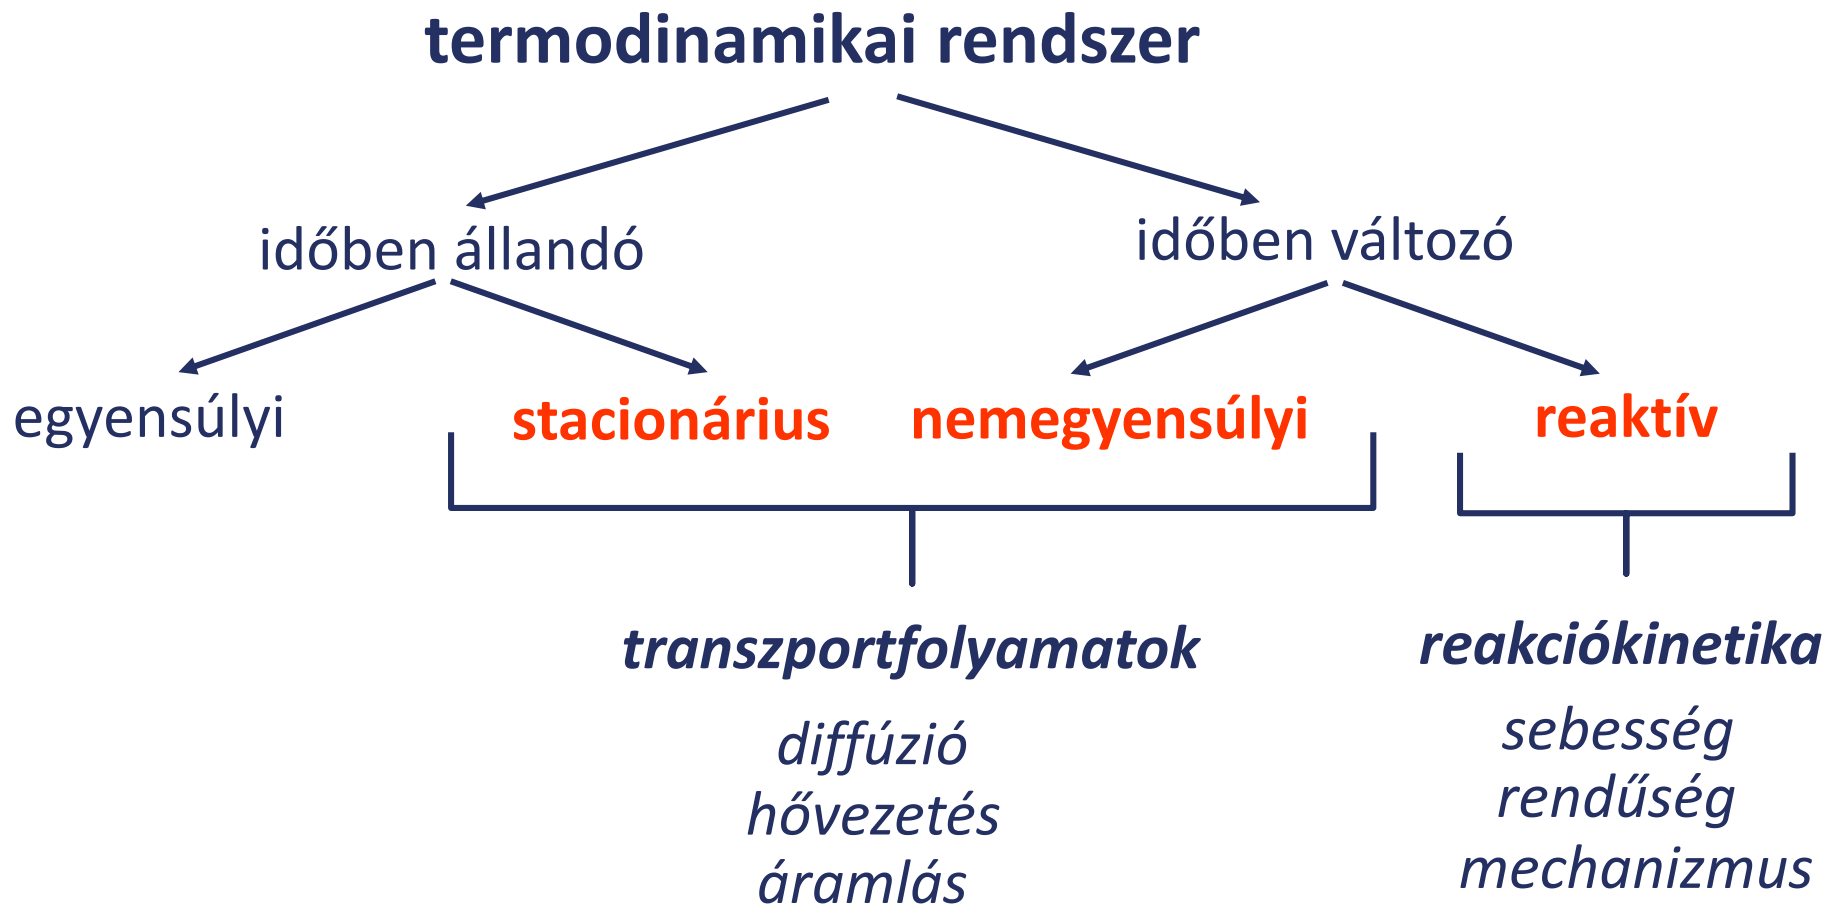 termodinamikai rendszer
időben állandó
időben változó
egyensúlyi
stacionárius
nemegyensúlyi
reaktív
transzportfolyamatok
diffúzió
hővezetés
áramlás
reakciókinetika
sebesség
rendűség
mechanizmus